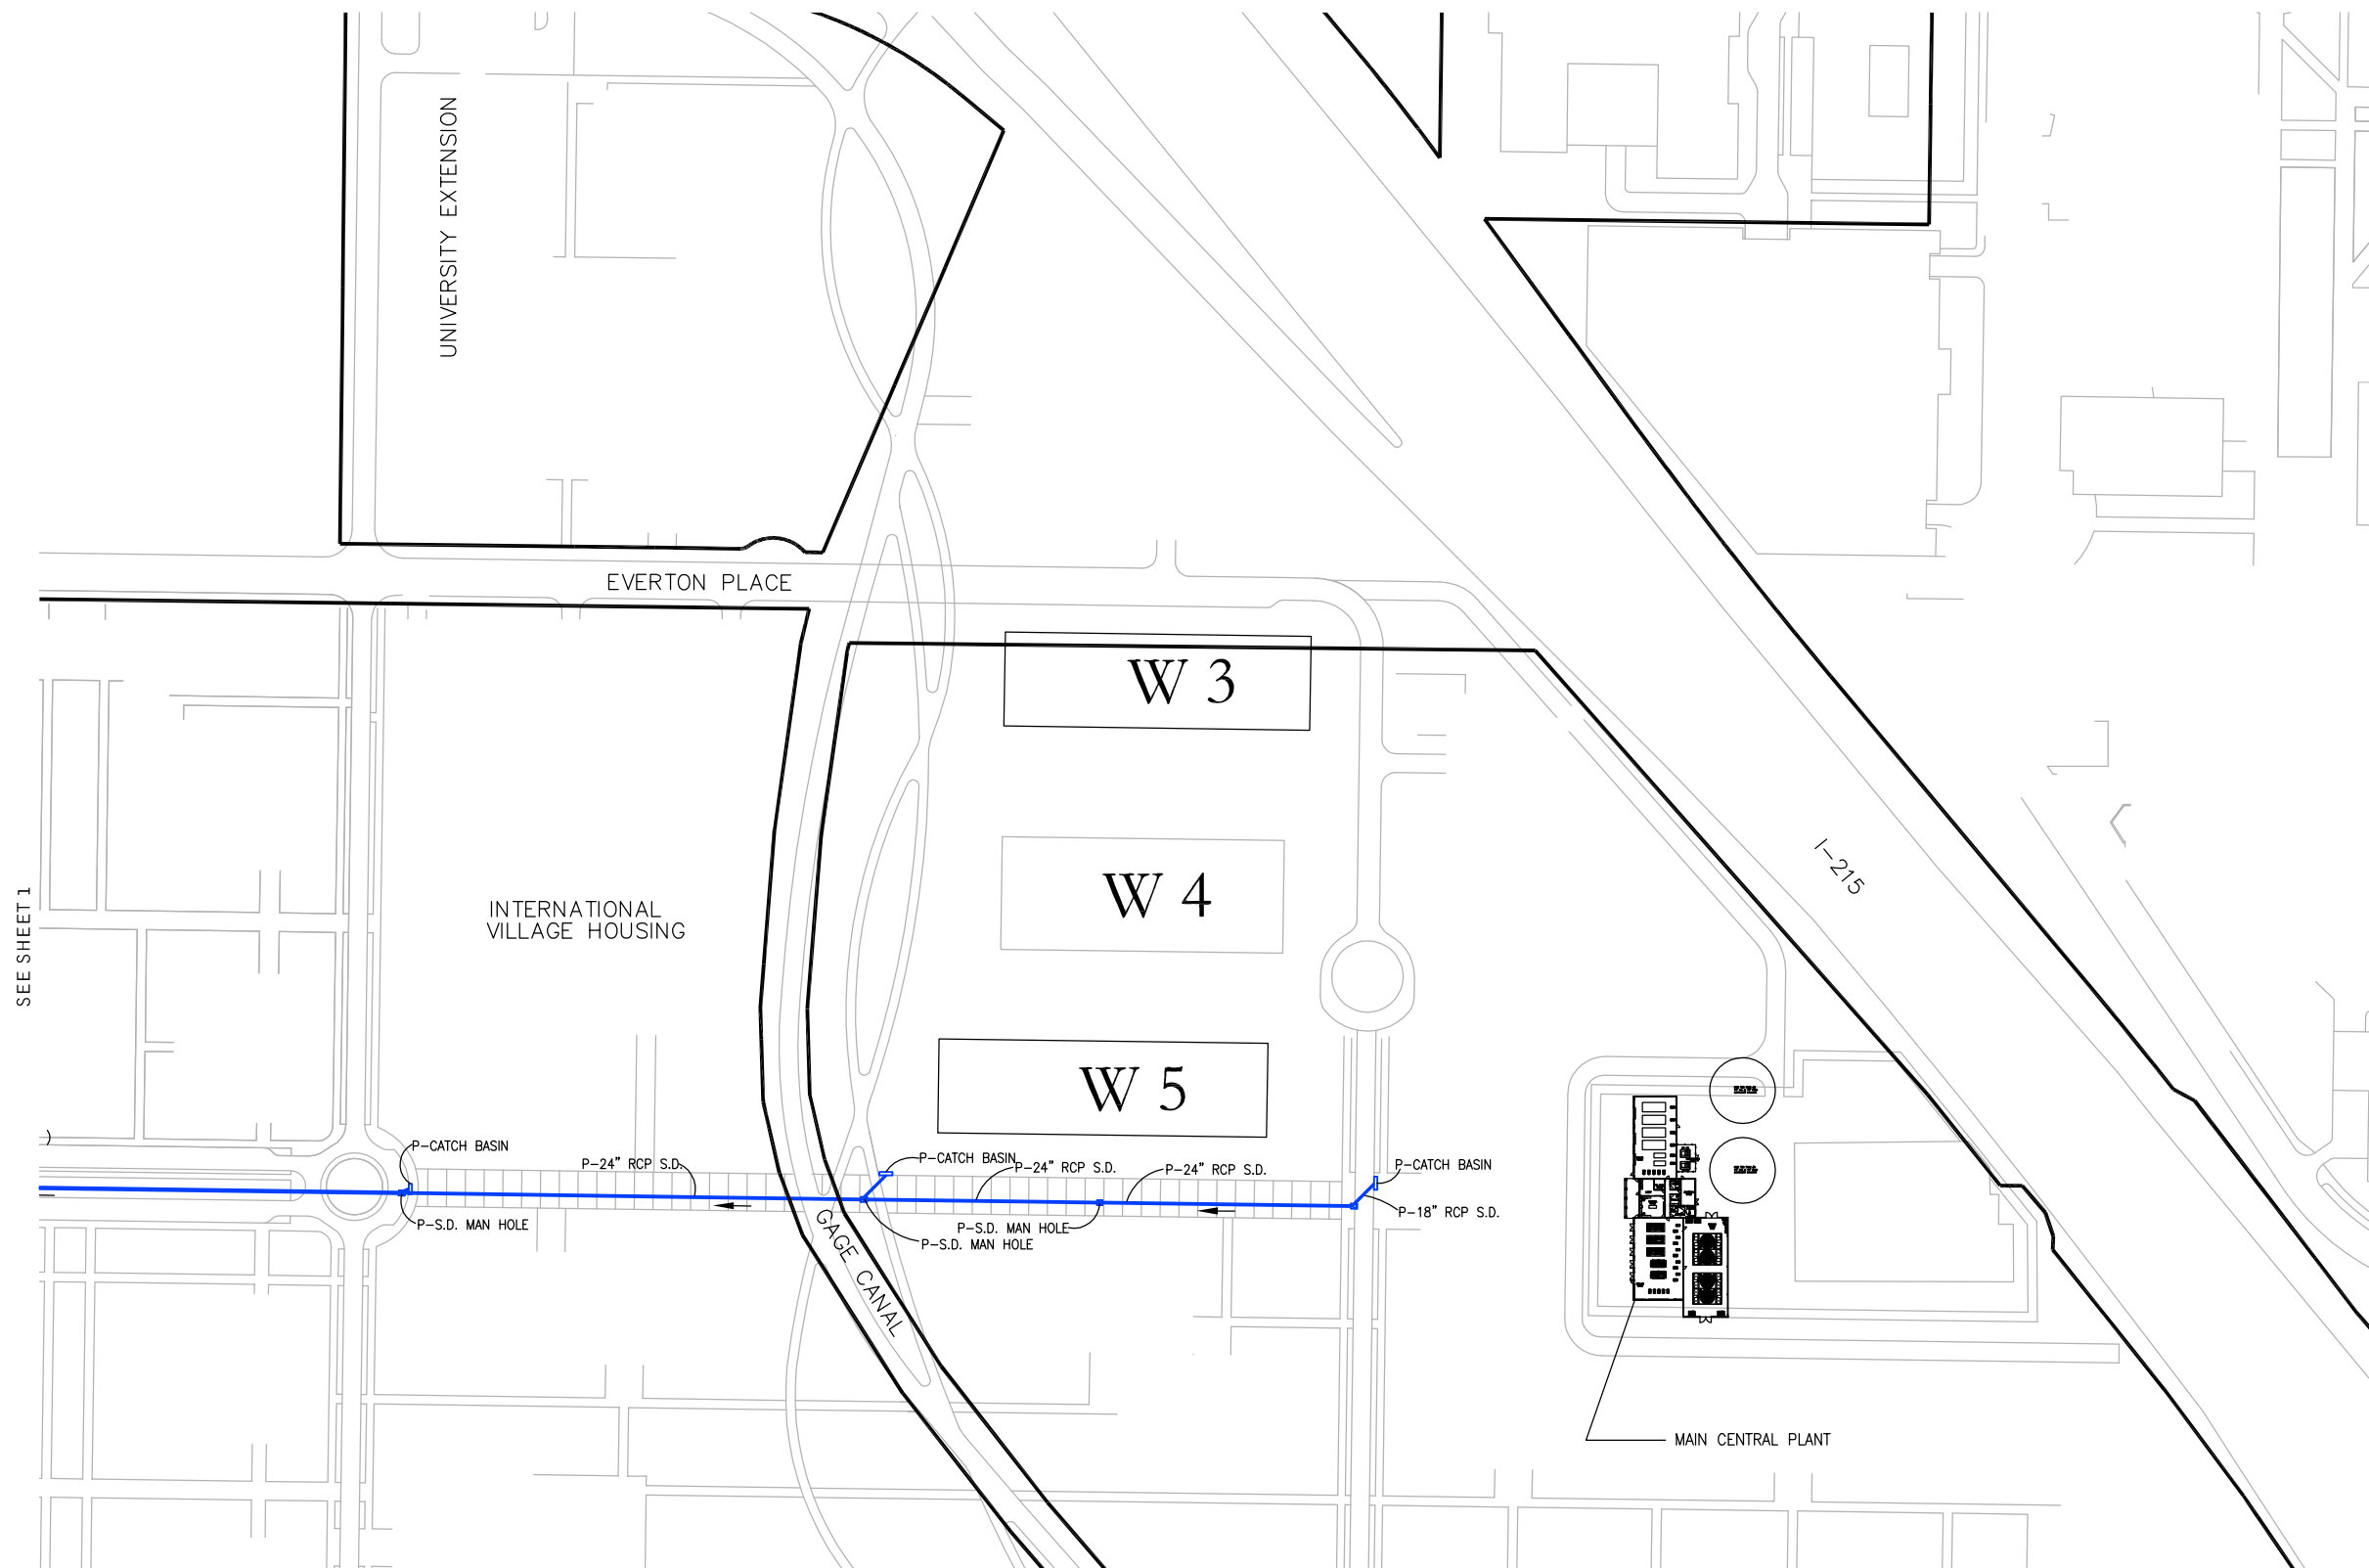 UNIVERSITY EXTENSION
EVERTON PLACE
W 3
I-215
W 4
SEE SHEET 1
INTERNATIONAL
VILLAGE HOUSING
W 5
P-CATCH BASIN
P-24" RCP S.D.
P-CATCH BASIN
P-24" RCP S.D.
P-24" RCP S.D.
P-CATCH BASIN
P-S.D. MAN HOLE
P-S.D. MAN HOLE
P-S.D. MAN HOLE
P-18" RCP S.D.
GAGE CANAL
MAIN CENTRAL PLANT